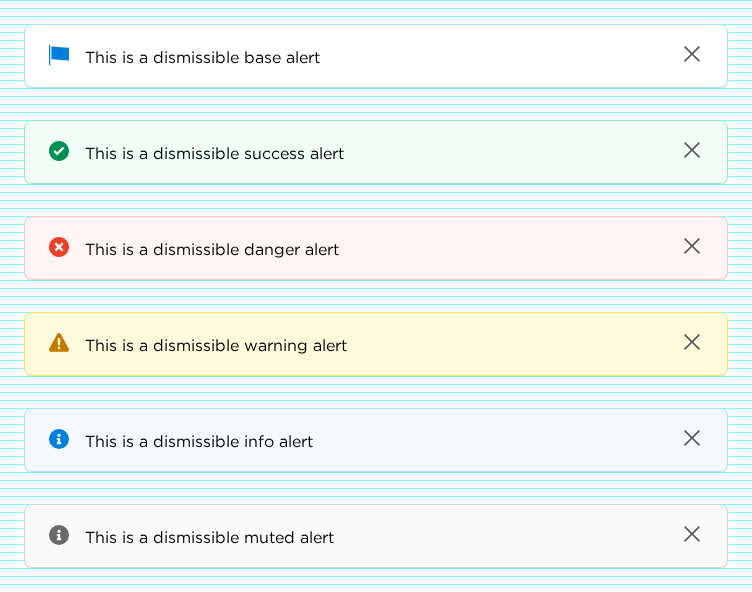 This is a dismissible base alert
This is a dismissible success alert
This is a dismissible danger alert
This is a dismissible warning alert
This is a dismissible info alert
This is a dismissible muted alert